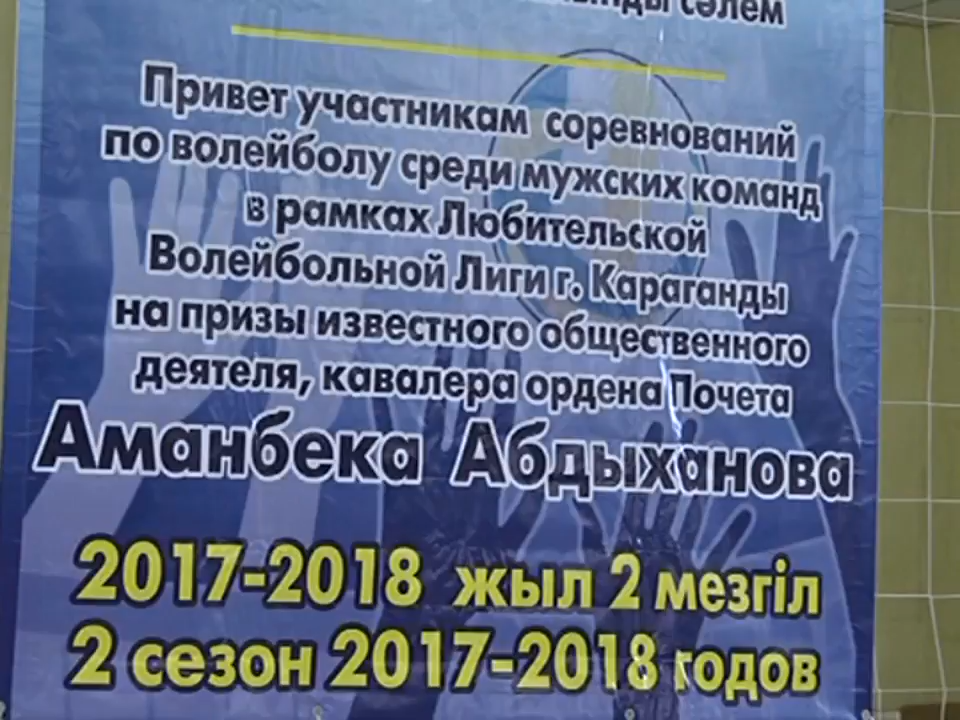 сәлем
Привет участникам соревнований
по волейболу среди мужских команд
в рамках Любительской
Волейбольной Лиги г. Караганды
на призы известного общественного
деятеля, кавалера ордена Почета
Аманбека Абдыханова
2017-2018 жыл 2 мезгіл
2 сезон 2017-2018 годов